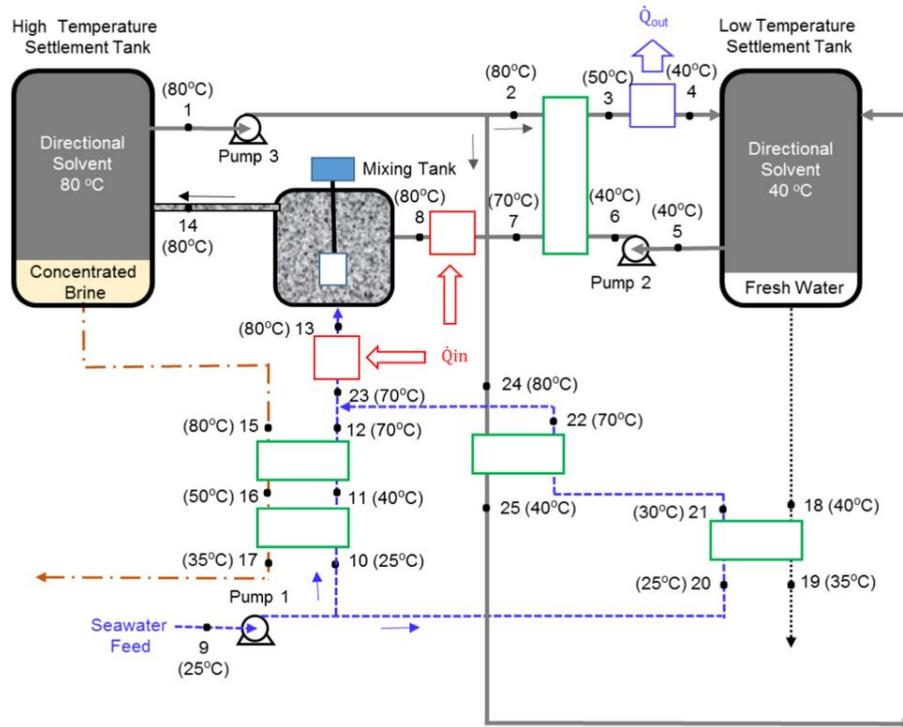 High Temperature
Settlement Tank
Q̇out
Low Temperature
Settlement Tank
(80°C)
1
(80°C)
2
(50°C)
3
(40°C)
4
Pump 3
Directional
Solvent
80 °C
Mixing Tank
Directional
Solvent
40 °C
(80°C)
8
(70°C)
7
(40°C)
6
(40°C)
5
14
(80°C)
Concentrated
Brine
Pump 2
Fresh Water
(80°C) 13
Q̇in
23 (70°C)
24 (80°C)
(80°C) 15
12 (70°C)
22 (70°C)
(50°C) 16
11 (40°C)
25 (40°C)
(30°C) 21
18 (40°C)
(35°C) 17
10 (25°C)
(25°C) 20
19 (35°C)
Pump 1
Seawater
Feed
9
(25°C)